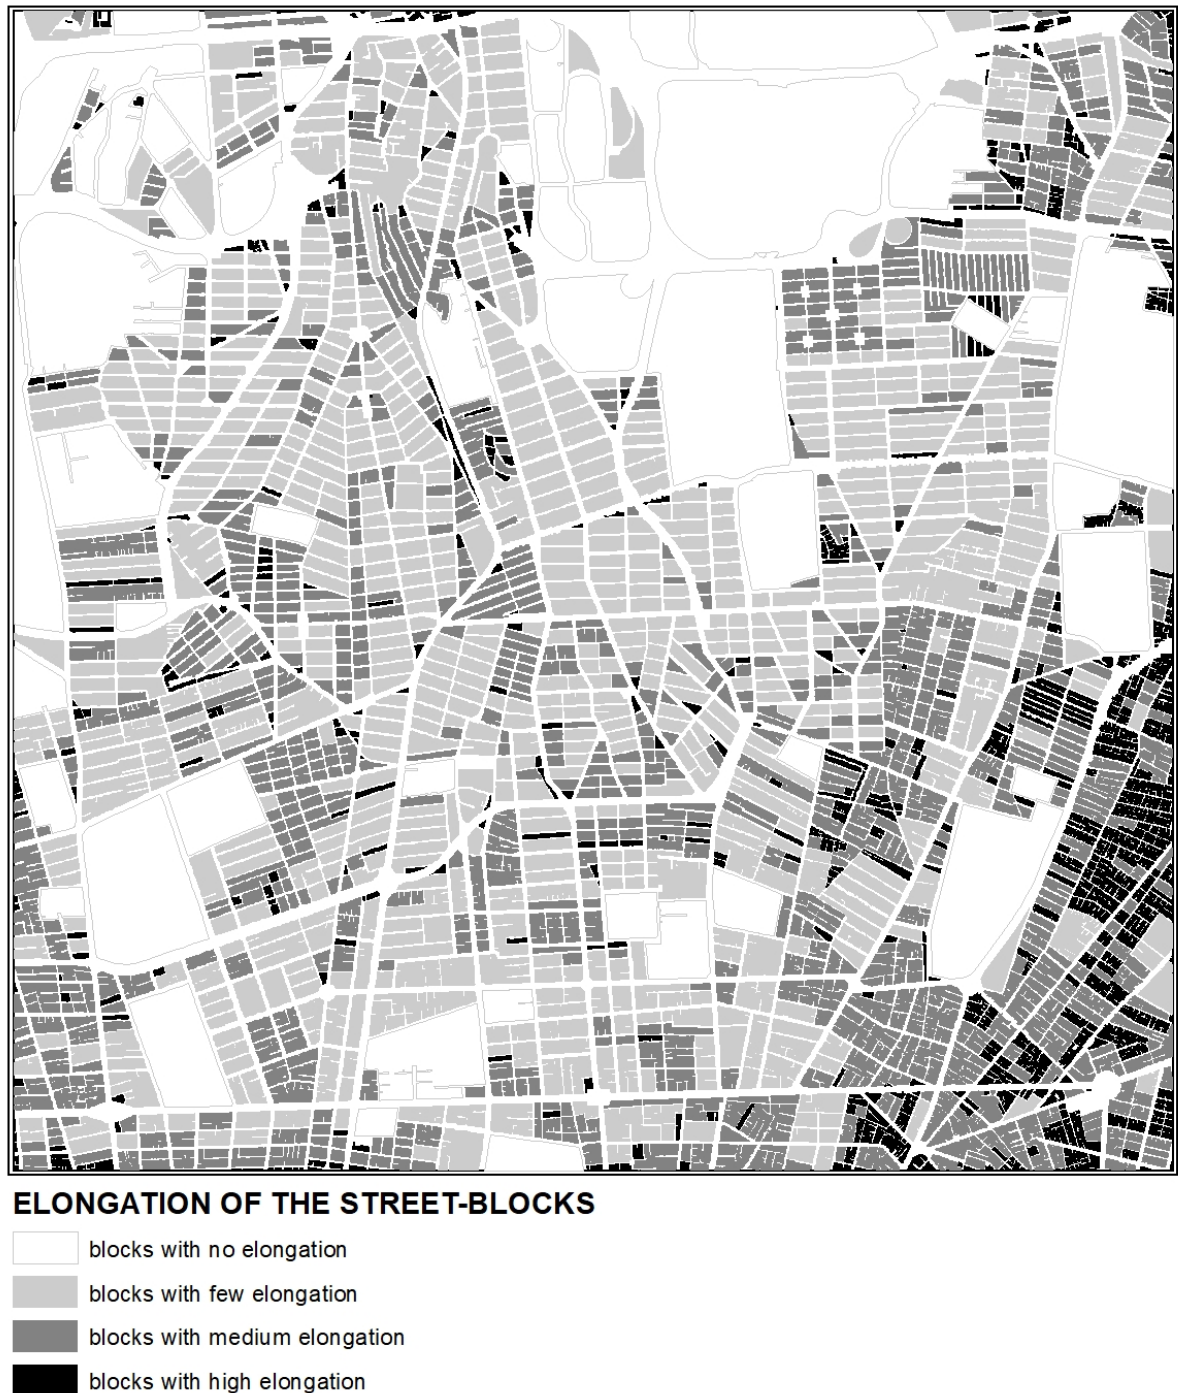 ELONGATION OF THE STREET-BLOCKS
blocks with no elongation
blocks with few elongation
blocks with medium elongation
blocks with high elongation